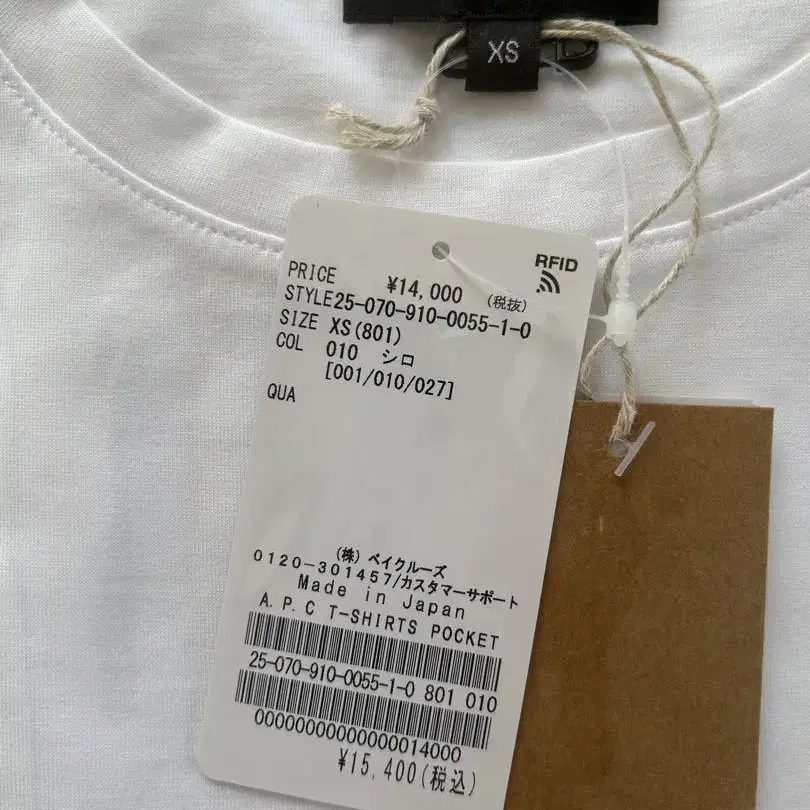 XS
RFID
PRICE ¥14,000 (税抜)
STYLE25-070-910-0055-1-0
SIZE XS(801)
COL 010 シロ
[001/010/027]
QUA
(株) ベイクルーズ
0120-301457/カスタマーサポート
Made in Japan
A.P.C T-SHIRTS POCKET
25-070-910-0055-1-0 801 010
00000000000000014000
¥15,400(税込)